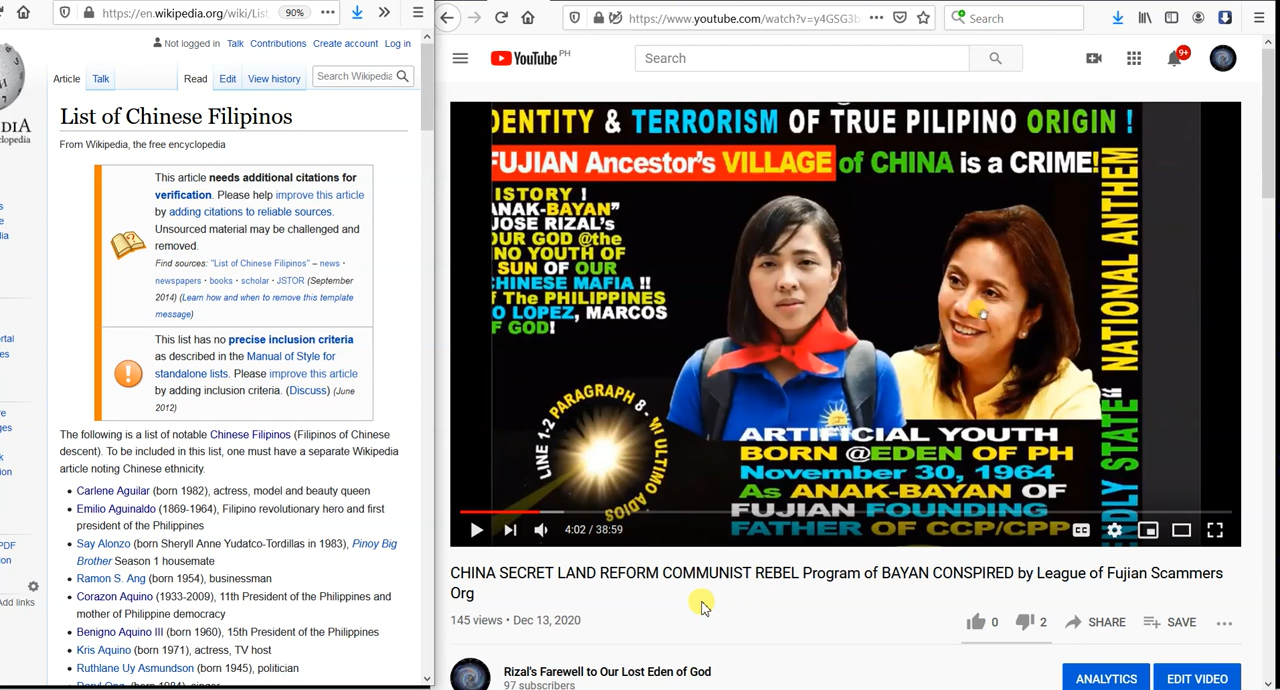 https://en.wikipedia.org/wiki/List
90%
Not logged in Talk Contributions Create account Log in
Article Talk Read Edit View history Search Wikipedia
DIA
clopedia
List of Chinese Filipinos
From Wikipedia, the free encyclopedia
This article needs additional citations for
verification. Please help improve this article
by adding citations to reliable sources.
Unsourced material may be challenged and
removed.
Find sources: "List of Chinese Filipinos" – news ·
newspapers · books · scholar · JSTOR (September
2014) (Learn how and when to remove this template
message)
This list has no precise inclusion criteria
as described in the Manual of Style for
standalone lists. Please improve this article
by adding inclusion criteria. (Discuss) (June
2012)
The following is a list of notable Chinese Filipinos (Filipinos of Chinese
descent). To be included in this list, one must have a separate Wikipedia
article noting Chinese ethnicity.
• Carlene Aguilar (born 1982), actress, model and beauty queen
• Emilio Aguinaldo (1869-1964), Filipino revolutionary hero and first
president of the Philippines
• Say Alonzo (born Sheryll Anne Yudatco-Tordillas in 1983), Pinoy Big
Brother Season 1 housemate
• Ramon S. Ang (born 1954), businessman
• Corazon Aquino (1933-2009), 11th President of the Philippines and
mother of Philippine democracy
• Benigno Aquino III (born 1960), 15th President of the Philippines
• Kris Aquino (1971), actress, TV host
• Ruthlane Uy Asmundson (born 1945), politician
PDF
Add links
https://www.youtube.com/watch?v=y4GSG3b
Search
YouTube PH
Search
9+
DENTITY & TERRORISM OF TRUE PILIPINO ORIGIN !
FUJIAN Ancestor's VILLAGE of CHINA is a CRIME!
ISTORY !
ANAK-BAYAN"
JOSE RIZAL's
OUR GOD @the
NO YOUTH OF
SUN OF OUR
CHINESE MAFIA !!
f The PHILIPPINES
O LOPEZ, MARCOS
F GOD!
LINE 1-2 PARAGRAPH 8 - MI ULTIMO ADIOS
NDLY STATE" NATIONAL ANTHEM
ARTIFICIAL YOUTH
BORN @EDEN OF PH
November 30, 1964
As ANAK-BAYAN OF
FUJIAN FOUNDING
FATHER OF CCP/CPP
4:02 / 38:59
CC
CHINA SECRET LAND REFORM COMMUNIST REBEL Program of BAYAN CONSPIRED by League of Fujian Scammers
Org
145 views • Dec 13, 2020
0 2 SHARE SAVE
Rizal's Farewell to Our Lost Eden of God
97 subscribers
ANALYTICS EDIT VIDEO